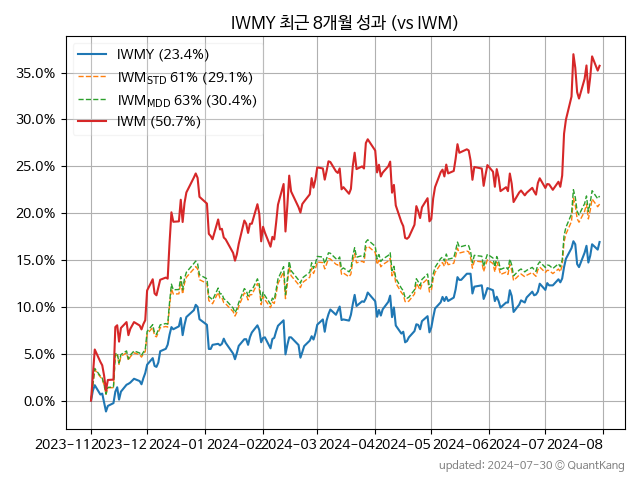 IWMY 최근 8개월 성과 (vs IWM)
IWMY (23.4%)
IWM_STD 61% (29.1%)
IWM_MDD 63% (30.4%)
IWM (50.7%)
35.0%
30.0%
25.0%
20.0%
15.0%
10.0%
5.0%
0.0%
2023-11 2023-12 2024-01 2024-02 2024-03 2024-04 2024-05 2024-06 2024-07 2024-08
updated: 2024-07-30 © QuantKang